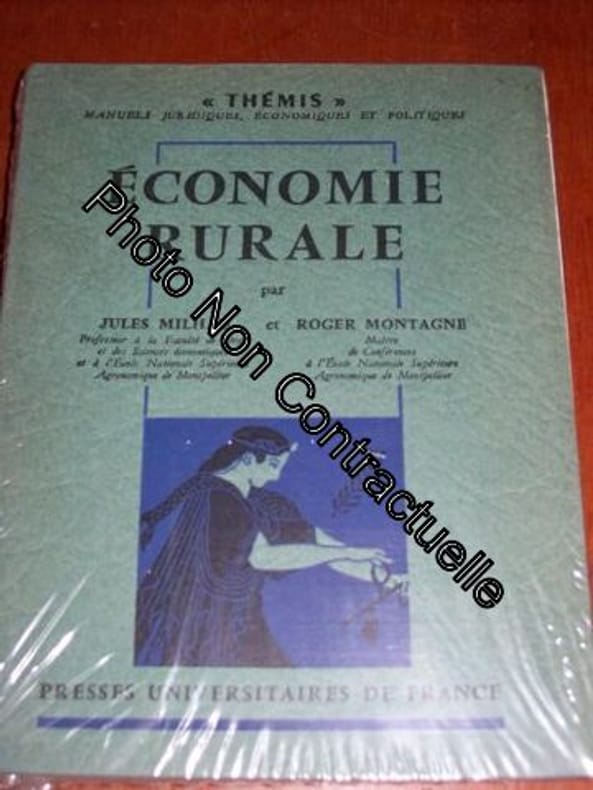 « THÉMIS »
MANUELS JURIDIQUES, ÉCONOMIQUES ET POLITIQUES
ÉCONOMIE
RURALE
par
JULES et ROGER MONTAGNE
Professeur à la Faculté Maître
et des Sciences économiques de Conférences
et à l'École Nationale Supérieure à l'École Nationale Supérieure
Agronomique de Montpellier Agronomique de Montpellier
PRESSES UNIVERSITAIRES DE FRANCE
Photo Non Contractuelle